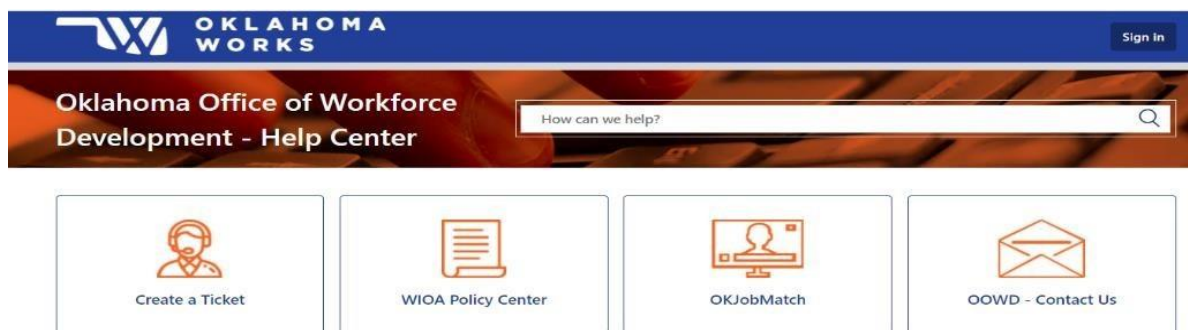 OKLAHOMA
WORKS
Sign in
Oklahoma Office of Workforce
Development - Help Center
How can we help?
Create a Ticket
WIOA Policy Center
OKJobMatch
OOWD - Contact Us